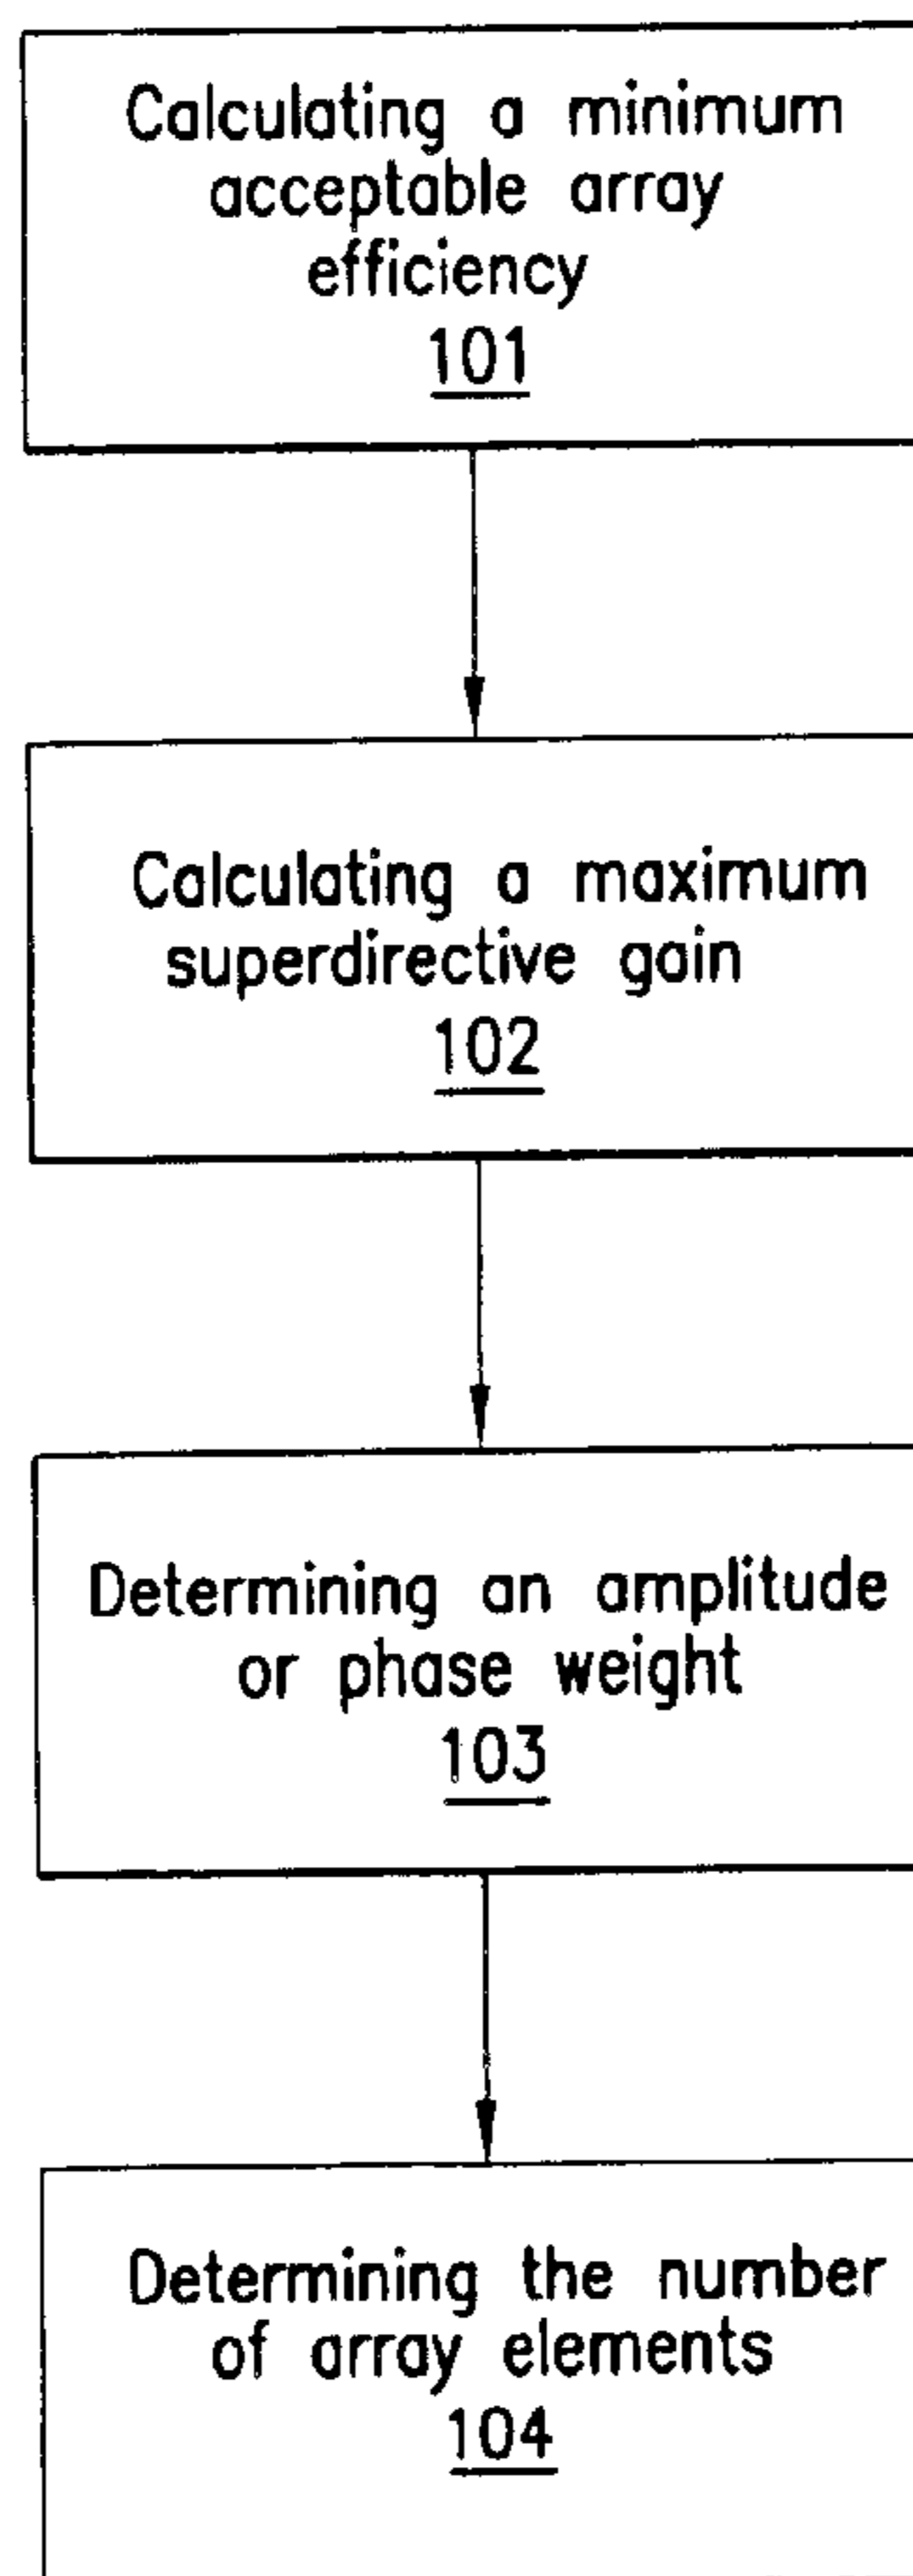 Calculating a minimum
acceptable array
efficiency
101
Calculating a maximum
superdirective gain
102
Determining an amplitude
or phase weight
103
Determining the number
of array elements
104